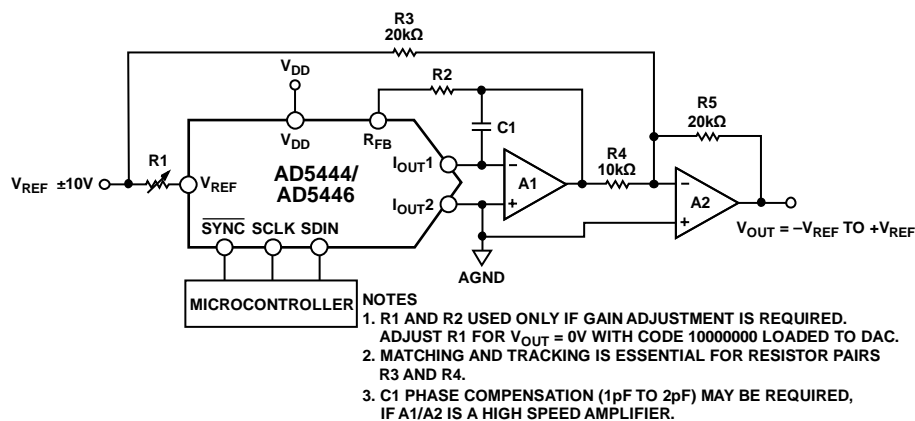 R3
20kΩ
VDD
R2
R5
20kΩ
VDD
RFB
C1
R1
AD5444/
AD5446
IOUT1
R4
10kΩ
VREF ±10V
VREF
A1
A2
IOUT2
SYNC SCLK SDIN
VOUT = –VREF TO +VREF
AGND
MICROCONTROLLER
NOTES
1. R1 AND R2 USED ONLY IF GAIN ADJUSTMENT IS REQUIRED.
ADJUST R1 FOR VOUT = 0V WITH CODE 10000000 LOADED TO DAC.
2. MATCHING AND TRACKING IS ESSENTIAL FOR RESISTOR PAIRS
R3 AND R4.
3. C1 PHASE COMPENSATION (1pF TO 2pF) MAY BE REQUIRED,
IF A1/A2 IS A HIGH SPEED AMPLIFIER.